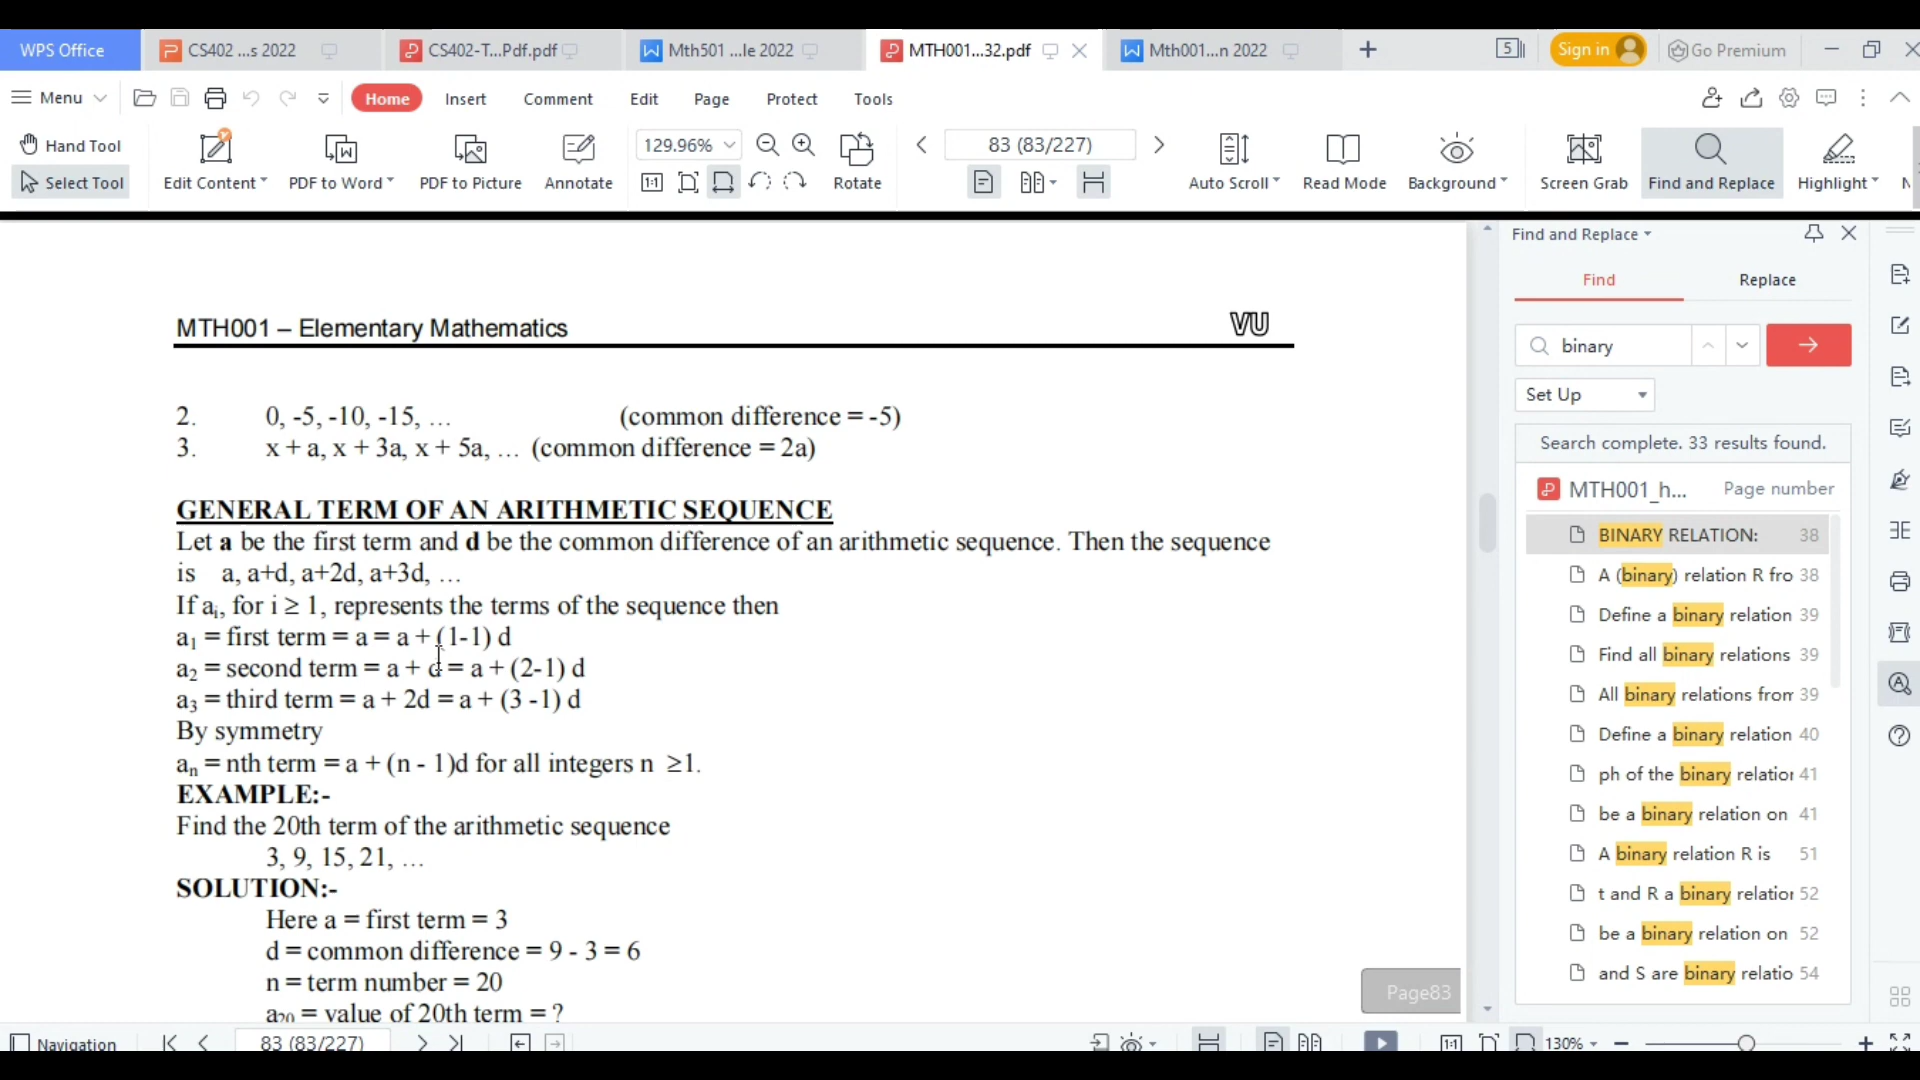 WPS Office
CS402 ...s 2022
CS402-T...Pdf.pdf
Mth501 ...le 2022
MTH001...32.pdf
Mth001...n 2022
5
Sign in
Go Premium
Menu
Home
Insert
Comment
Edit
Page
Protect
Tools
Hand Tool
Select Tool
Edit Content
PDF to Word
PDF to Picture
Annotate
129.96%
Rotate
83 (83/227)
Auto Scroll
Read Mode
Background
Screen Grab
Find and Replace
Highlight
MTH001 – Elementary Mathematics
VU
2. 0, -5, -10, -15, … (common difference = -5)
3. x + a, x + 3a, x + 5a, … (common difference = 2a)
GENERAL TERM OF AN ARITHMETIC SEQUENCE
Let a be the first term and d be the common difference of an arithmetic sequence. Then the sequence
is a, a+d, a+2d, a+3d, …
If aᵢ, for i ≥ 1, represents the terms of the sequence then
a₁ = first term = a = a + (1-1) d
a₂ = second term = a + d = a + (2-1) d
a₃ = third term = a + 2d = a + (3 -1) d
By symmetry
aₙ = nth term = a + (n - 1)d for all integers n ≥1.
EXAMPLE:-
Find the 20th term of the arithmetic sequence
3, 9, 15, 21, …
SOLUTION:-
Here a = first term = 3
d = common difference = 9 - 3 = 6
n = term number = 20
a₂₀ = value of 20th term = ?
Page83
Find and Replace
Find
Replace
binary
Set Up
Search complete. 33 results found.
MTH001_h... Page number
BINARY RELATION: 38
A (binary) relation R fro 38
Define a binary relation 39
Find all binary relations 39
All binary relations from 39
Define a binary relation 40
ph of the binary relation 41
be a binary relation on 41
A binary relation R is 51
t and R a binary relation 52
be a binary relation on 52
and S are binary relatio 54
Navigation
83 (83/227)
130%